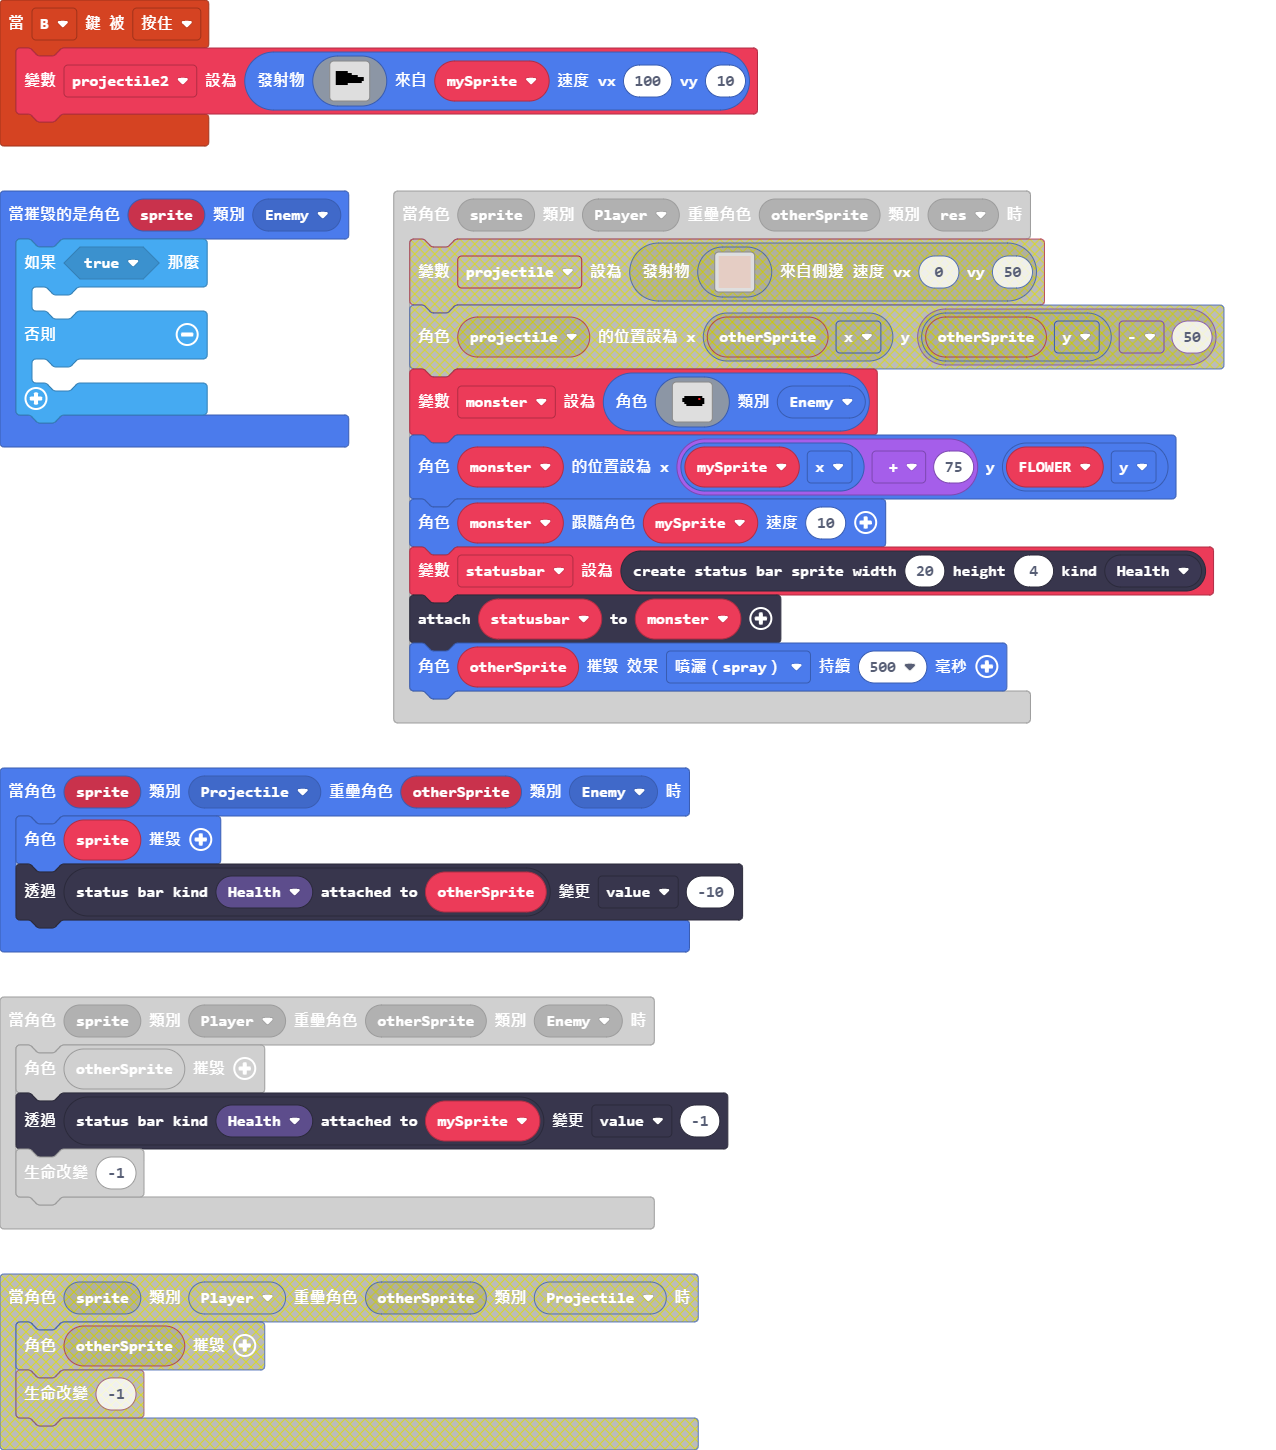 當 B 鍵 被 按住
變數 projectile2 設為 發射物 來自 mySprite 速度 vx 100 vy 10
當摧毀的是角色 sprite 類別 Enemy
如果 true 那麼
否則
當角色 sprite 類別 Player 重疊角色 otherSprite 類別 res 時
變數 projectile 設為 發射物 來自側邊 速度 vx 0 vy 50
角色 projectile 的位置設為 x otherSprite x y otherSprite y - 50
變數 monster 設為 角色 類別 Enemy
角色 monster 的位置設為 x mySprite x + 75 y FLOWER y
角色 monster 跟隨角色 mySprite 速度 10
變數 statusbar 設為 create status bar sprite width 20 height 4 kind Health
attach statusbar to monster
角色 otherSprite 摧毀 效果 噴灑 ( spray ) 持續 500 毫秒
當角色 sprite 類別 Projectile 重疊角色 otherSprite 類別 Enemy 時
角色 sprite 摧毀
透過 status bar kind Health attached to otherSprite 變更 value -10
當角色 sprite 類別 Player 重疊角色 otherSprite 類別 Enemy 時
角色 otherSprite 摧毀
透過 status bar kind Health attached to mySprite 變更 value -1
生命改變 -1
當角色 sprite 類別 Player 重疊角色 otherSprite 類別 Projectile 時
角色 otherSprite 摧毀
生命改變 -1